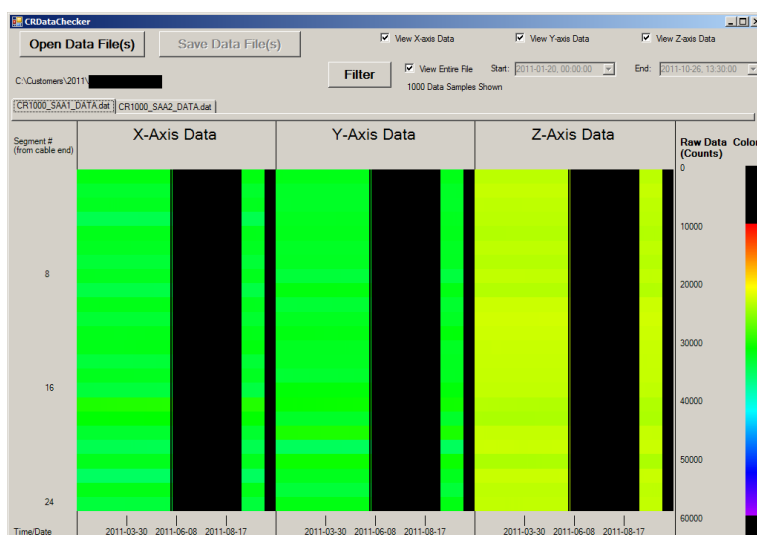 CRDataChecker
Open Data File(s) Save Data File(s) View X-axis Data View Y-axis Data View Z-axis Data
C:\Customers\2011\ Filter View Entire File Start: 2011-01-20, 00:00:00 End: 2011-10-26, 13:30:00
1000 Data Samples Shown
CR1000_SAA1_DATA.dat CR1000_SAA2_DATA.dat
Segment #
(from cable end)
X-Axis Data Y-Axis Data Z-Axis Data
Raw Data Color
(Counts)
0
10000
8
20000
30000
16
40000
50000
24
60000
Time/Date 2011-03-30 2011-06-08 2011-08-17 2011-03-30 2011-06-08 2011-08-17 2011-03-30 2011-06-08 2011-08-17